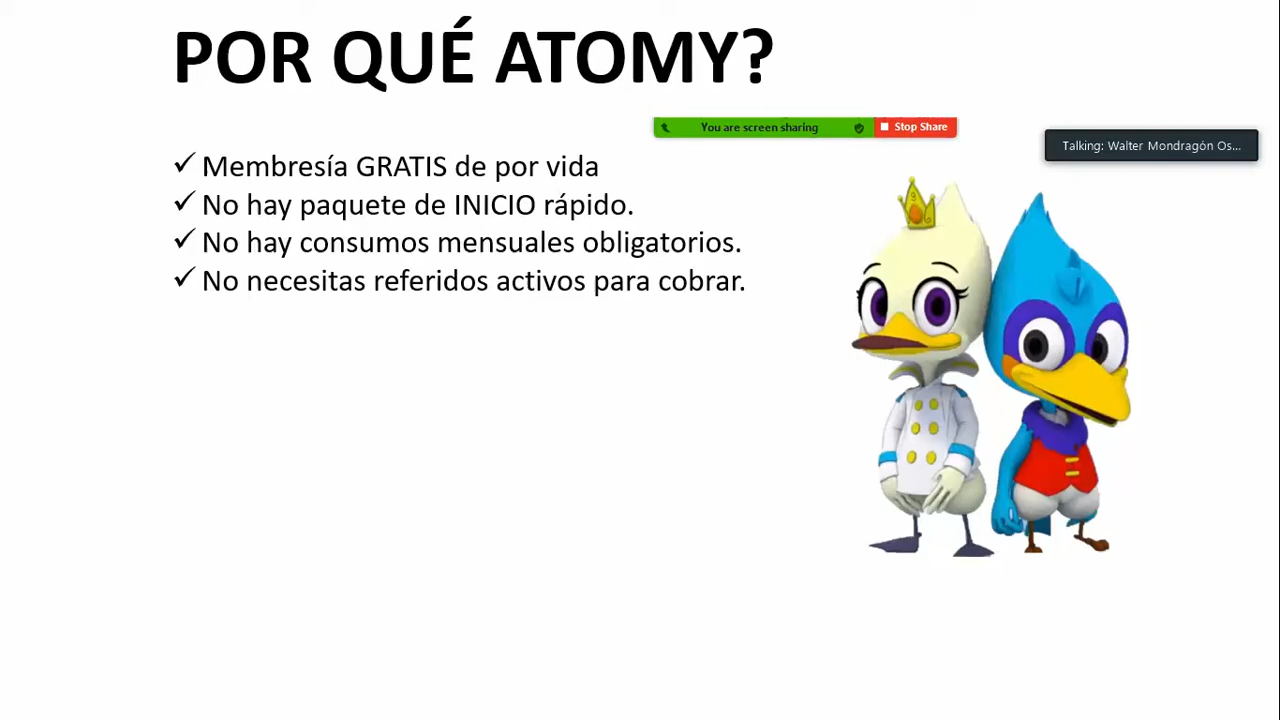 POR QUÉ ATOMY?
You are screen sharing
Stop Share
Talking: Walter Mondragón Os...
✓ Membresía GRATIS de por vida
✓ No hay paquete de INICIO rápido.
✓ No hay consumos mensuales obligatorios.
✓ No necesitas referidos activos para cobrar.